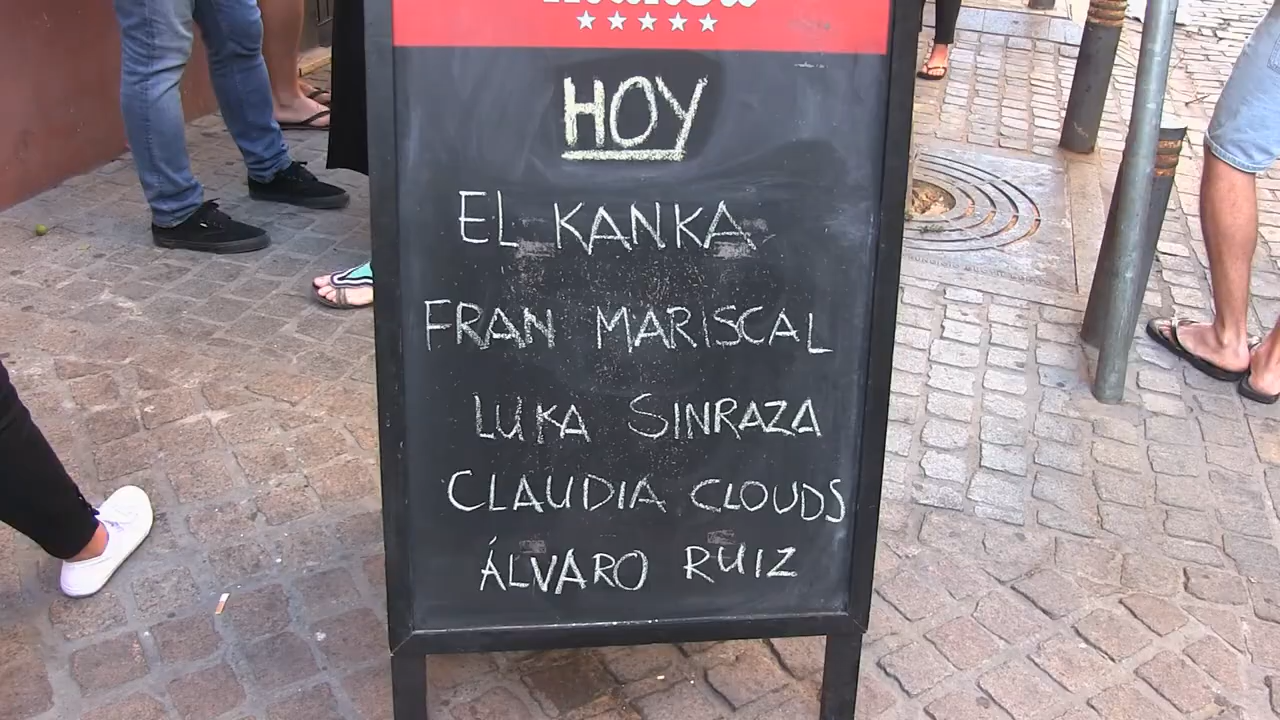 HOY
EL KANKA
FRAN MARISCAL
LUKA SINRAZA
CLAUDIA CLOUDS
ÁLVARO RUIZ